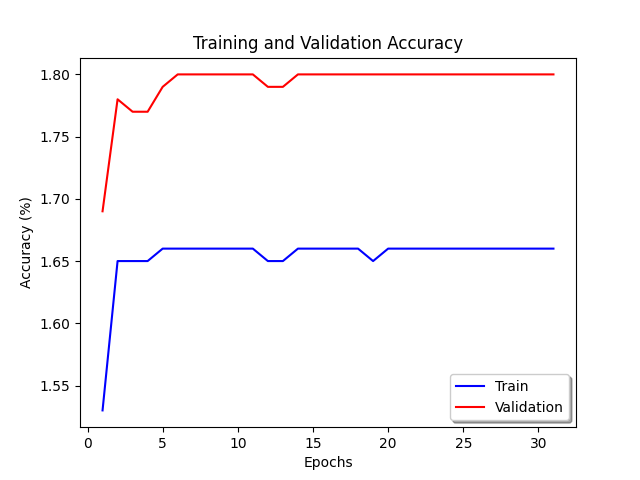 Training and Validation Accuracy
1.80
1.75
1.70
1.65
1.60
1.55
Accuracy (%)
0 5 10 15 20 25 30
Epochs
Train
Validation